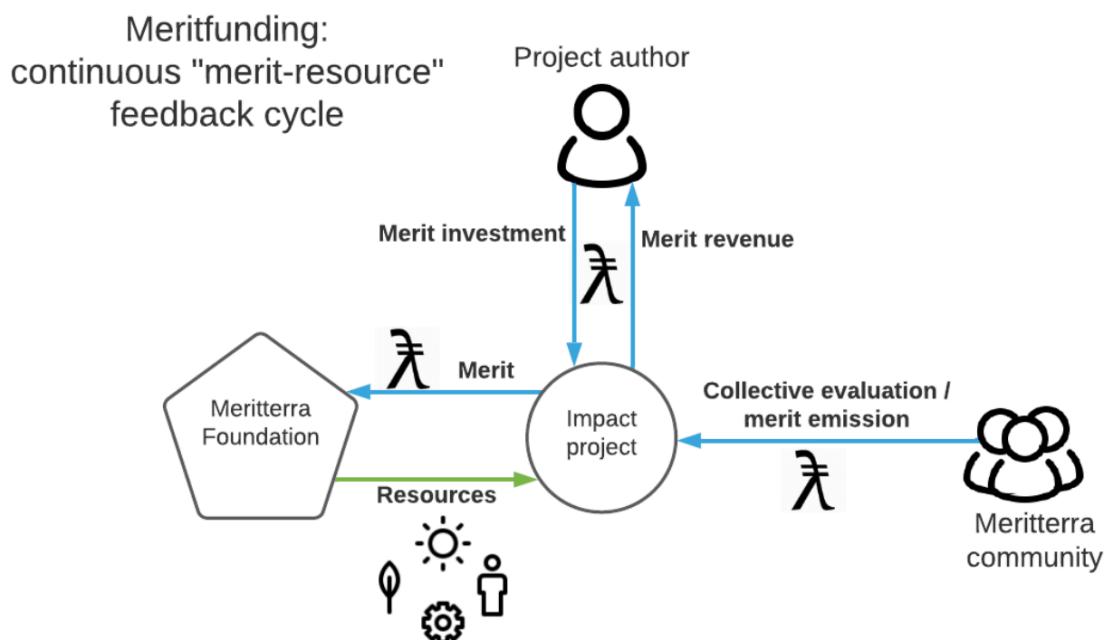 Meritfunding:
continuous "merit-resource"
feedback cycle
Project author
Merit investment
Merit revenue
Merit
Meritterra
Foundation
Impact
project
Collective evaluation /
merit emission
Resources
Meritterra
community